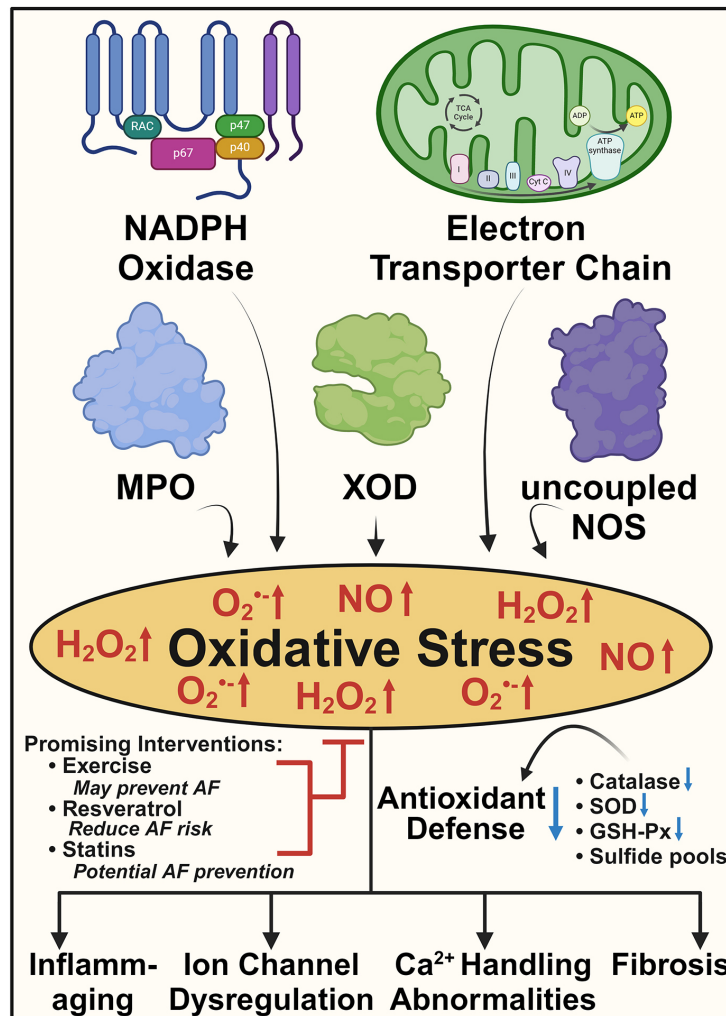 RAC
p47
p67
p40
TCA
Cycle
ADP
ATP
ATP
synthase
I
II
III
Cyt C
IV
NADPH
Oxidase
Electron
Transporter Chain
MPO
XOD
uncoupled
NOS
O₂•-↑
NO↑
H₂O₂↑
H₂O₂↑
Oxidative Stress
NO↑
O₂•-↑
H₂O₂↑
O₂•-↑
Promising Interventions:
• Exercise
May prevent AF
• Resveratrol
Reduce AF risk
• Statins
Potential AF prevention
Antioxidant
Defense
• Catalase↓
• SOD↓
• GSH-Px↓
• Sulfide pools
Inflamm-
aging
Ion Channel
Dysregulation
Ca²⁺ Handling
Abnormalities
Fibrosis